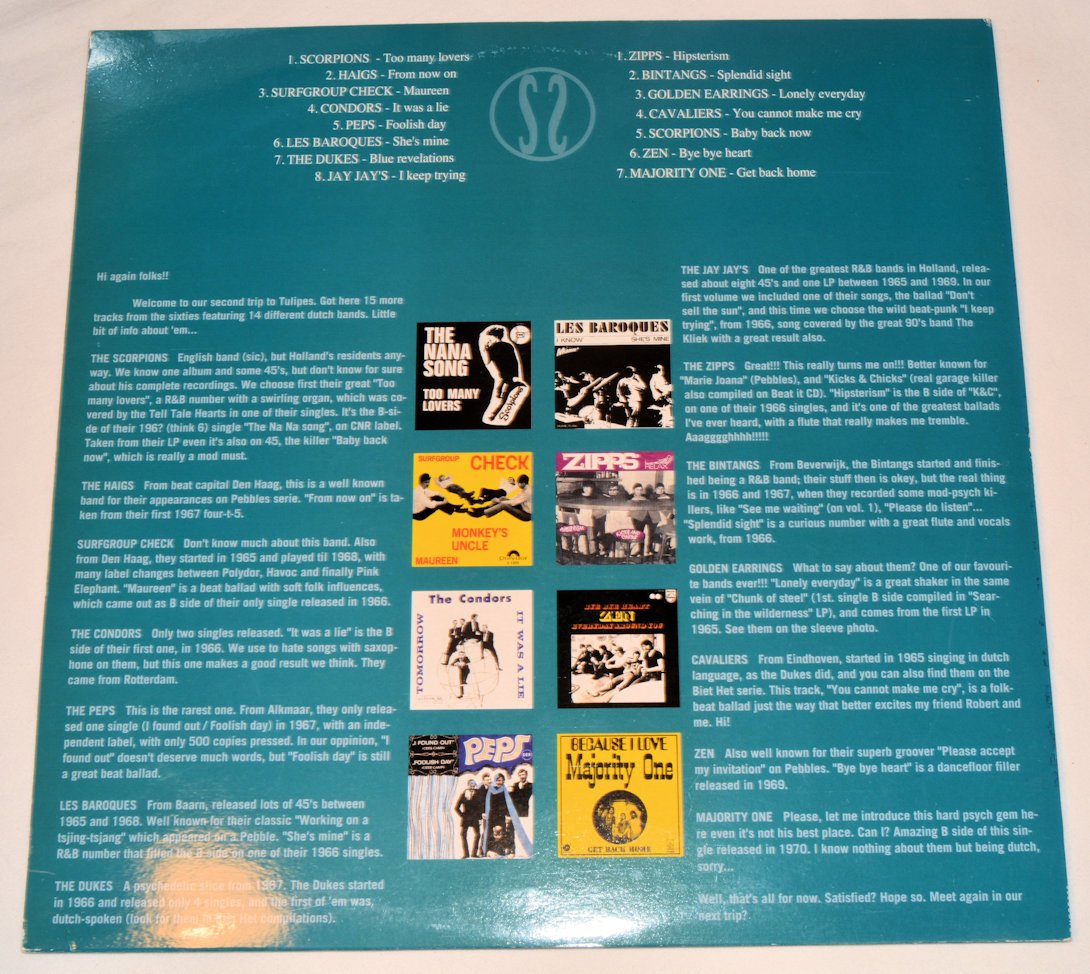 1. SCORPIONS - Too many lovers
2. HAIGS - From now on
3. SURFGROUP CHECK - Maureen
4. CONDORS - It was a lie
5. PEPS - Foolish day
6. LES BAROQUES - She's mine
7. THE DUKES - Blue revelations
8. JAY JAY'S - I keep trying
1. ZIPPS - Hipsterism
2. BINTANGS - Splendid sight
3. GOLDEN EARRINGS - Lonely everyday
4. CAVALIERS - You cannot make me cry
5. SCORPIONS - Baby back now
6. ZEN - Bye bye heart
7. MAJORITY ONE - Get back home
Hi again folks!!
Welcome to our second trip to Tulipes. Got here 15 more
tracks from the sixties featuring 14 different dutch bands. Little
bit of info about 'em...
THE SCORPIONS English band (sic), but Holland's residents any-
way. We know one album and some 45's, but don't know for sure
about his complete recordings. We choose first their great "Too
many lovers", a R&B number with a swirling organ, which was co-
vered by the Tell Tale Hearts in one of their singles. It's the B-si-
de of their 196? (think 6) single "The Na Na song", on CNR label.
Taken from their LP even it's also on 45, the killer "Baby back
now", which is really a mod must.
THE HAIGS From beat capital Den Haag, this is a well known
band for their appearances on Pebbles serie. "From now on" is ta-
ken from their first 1967 four-t-5.
SURFGROUP CHECK Don't know much about this band. Also
from Den Haag, they started in 1965 and played til 1968, with
many label changes between Polydor, Havoc and finally Pink
Elephant. "Maureen" is a beat ballad with soft folk influences,
which came out as B side of their only single released in 1966.
THE CONDORS Only two singles released. "It was a lie" is the B
side of their first one, in 1966. We use to hate songs with saxop-
hone on them, but this one makes a good result we think. They
came from Rotterdam.
THE PEPS This is the rarest one. From Alkmaar, they only relea-
sed one single (I found out / Foolish day) in 1967, with an inde-
pendent label, with only 500 copies pressed. In our oppinion, "I
found out" doesn't deserve much words, but "Foolish day" is still
a great beat ballad.
LES BAROQUES From Baarn, released lots of 45's between
1965 and 1968. Well known for their classic "Working on a
tsjing-tsjang" which appeared on a Pebble. "She's mine" is a
R&B number that filled the B side on one of their 1966 singles.
THE DUKES A psychedelic slice from 1967. The Dukes started
in 1966 and released only 4 singles, and the first of 'em was,
dutch-spoken (look for them in Biet Het compilations).
THE NANA SONG
TOO MANY LOVERS
Scorpions
LES BAROQUES
I KNOW SHE'S MINE
SURFGROUP CHECK
MONKEY'S UNCLE
MAUREEN
ZIPPS
RELAX
The Condors
TOMORROW
IT WAS A LIE
BYE BYE HEART
ZEN
EVERYDAY AROUND YOU
"I FOUND OUT"
"FOOLISH DAY"
PEPS
BECAUSE I LOVE
Majority One
GET BACK HOME
THE JAY JAY'S One of the greatest R&B bands in Holland, relea-
sed about eight 45's and one LP between 1965 and 1969. In our
first volume we included one of their songs, the ballad "Don't
sell the sun", and this time we choose the wild beat-punk "I keep
trying", from 1966, song covered by the great 90's band The
Kliek with a great result also.
THE ZIPPS Great!!! This really turns me on!!! Better known for
"Marie Joana" (Pebbles), and "Kicks & Chicks" (real garage killer
also compiled on Beat it CD). "Hipsterism" is the B side of "K&C",
on one of their 1966 singles, and it's one of the greatest ballads
I've ever heard, with a flute that really makes me tremble.
Aaagggghhhh!!!!!
THE BINTANGS From Beverwijk, the Bintangs started and finis-
hed being a R&B band; their stuff then is okey, but the real thing
is in 1966 and 1967, when they recorded some mod-psych ki-
llers, like "See me waiting" (on vol. 1), "Please do listen"...
"Splendid sight" is a curious number with a great flute and vocals
work, from 1966.
GOLDEN EARRINGS What to say about them? One of our favouri-
te bands ever!!! "Lonely everyday" is a great shaker in the same
vein of "Chunk of steel" (1st. single B side compiled in "Sear-
ching in the wilderness" LP), and comes from the first LP in
1965. See them on the sleeve photo.
CAVALIERS From Eindhoven, started in 1965 singing in dutch
language, as the Dukes did, and you can also find them on the
Biet Het serie. This track, "You cannot make me cry", is a folk-
beat ballad just the way that better excites my friend Robert and
me. Hi!
ZEN Also well known for their superb groover "Please accept
my invitation" on Pebbles. "Bye bye heart" is a dancefloor filler
released in 1969.
MAJORITY ONE Please, let me introduce this hard psych gem he-
re even it's not his best place. Can I? Amazing B side of this sin-
gle released in 1970. I know nothing about them but being dutch,
sorry...
Well, that's all for now. Satisfied? Hope so. Meet again in our
next trip?